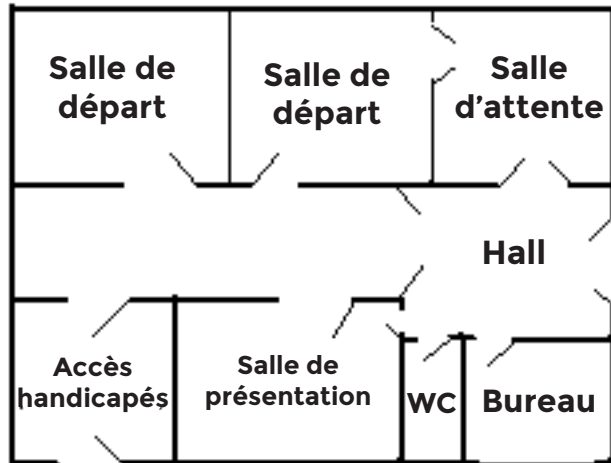 Salle de
départ
Salle de
départ
Salle
d’attente
Hall
Accès
handicapés
Salle de
présentation
WC
Bureau